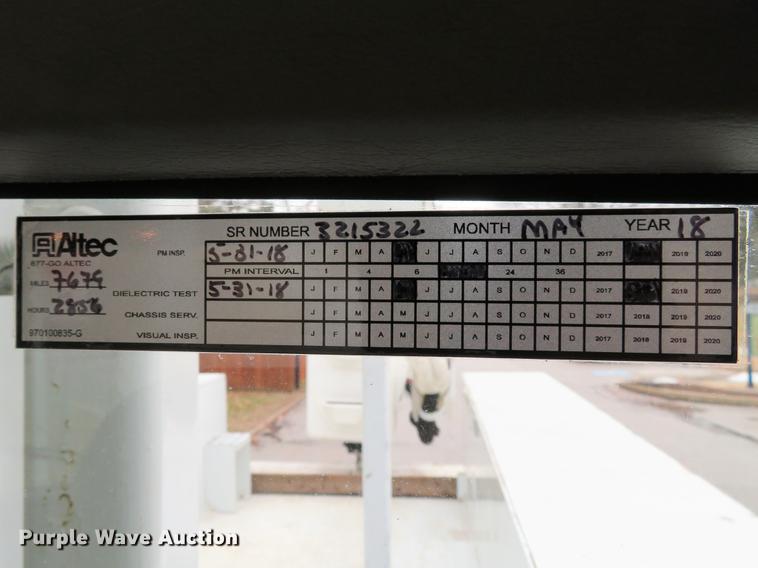 Altec SR NUMBER 3215322 MONTH MAY YEAR 18
877-GO ALTEC PM INSP. 5-31-18 J F M A J J A S O N D 2017 2019 2020
MILES 7679 PM INTERVAL 1 4 6 24 36
DIELECTRIC TEST 5-31-18 J F M A J J A S O N D 2017 2019 2020
HOURS 2856 CHASSIS SERV. J F M A M J J A S O N D 2017 2018 2019 2020
970100835-G VISUAL INSP. J F M A M J J A S O N D 2017 2018 2019 2020
Purple Wave Auction